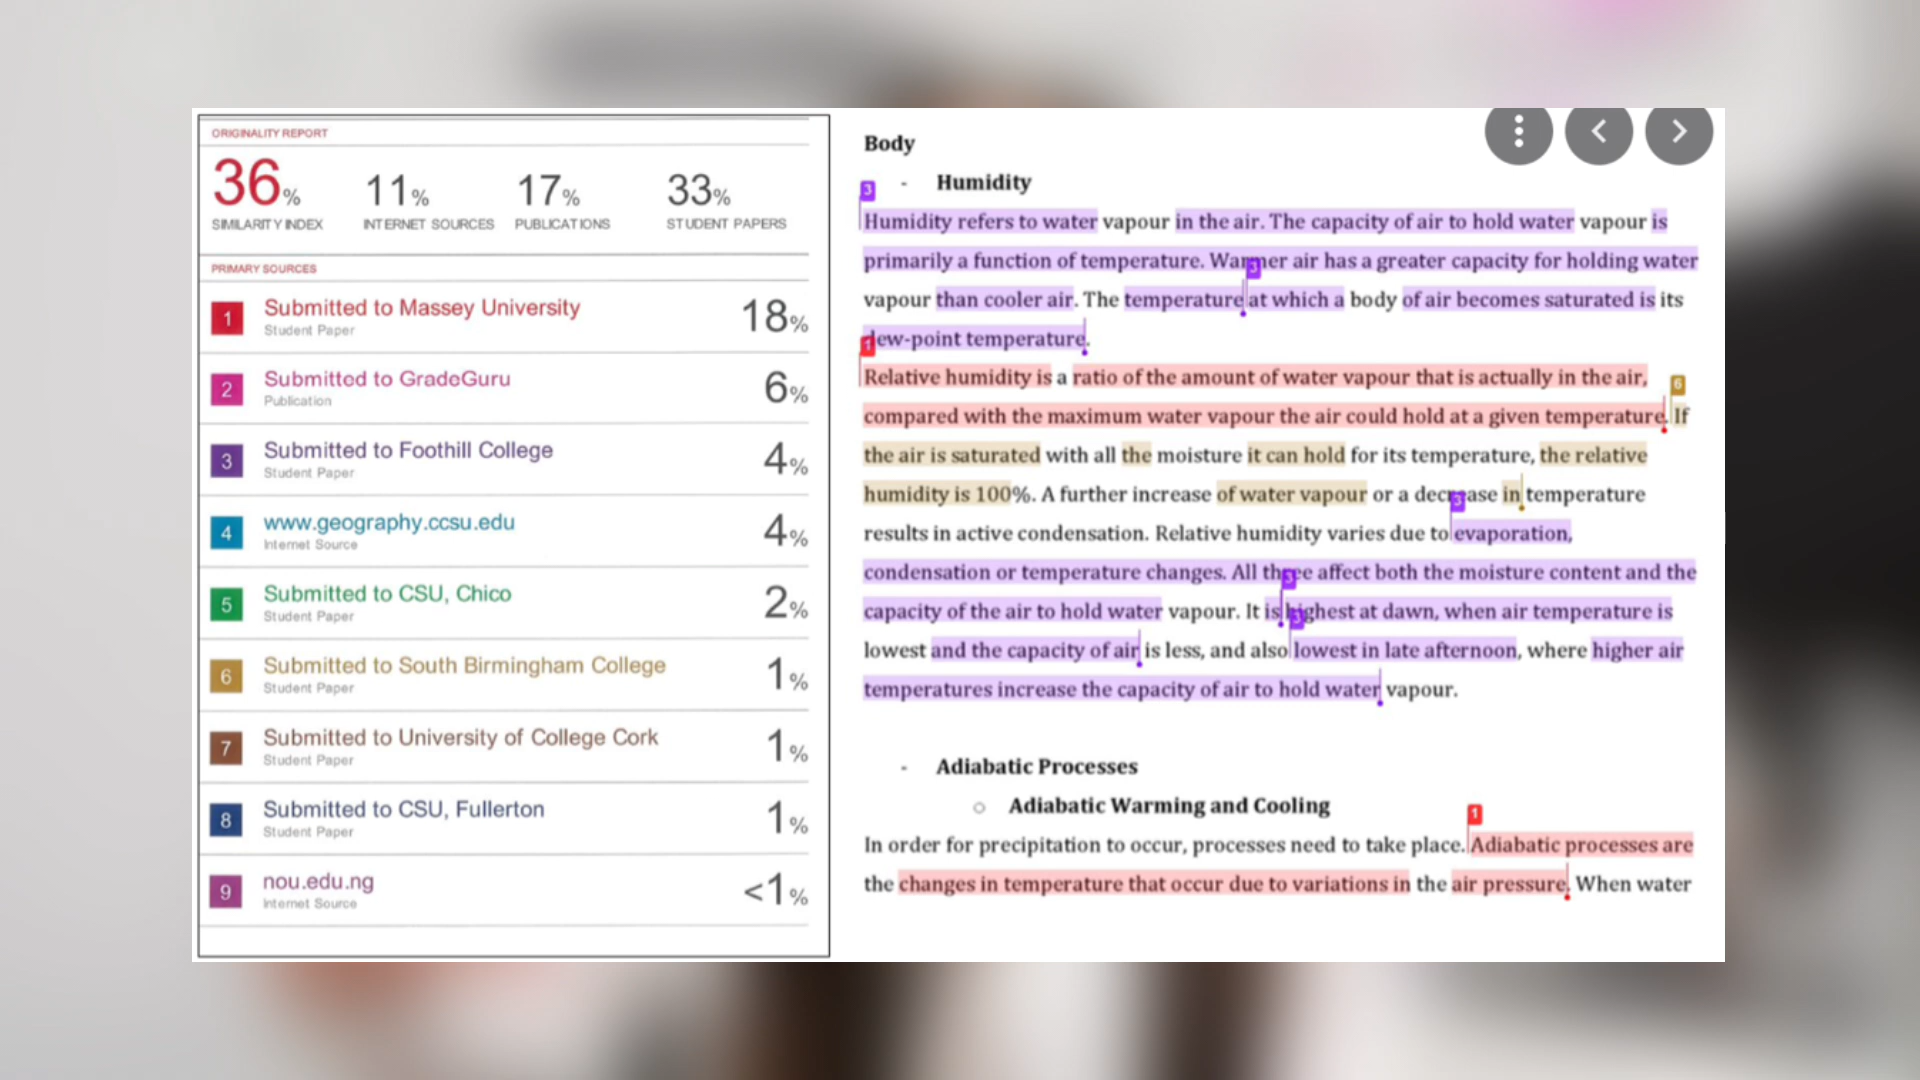 ORIGINALITY REPORT
36%
SIMILARITY INDEX
11%
INTERNET SOURCES
17%
PUBLICATIONS
33%
STUDENT PAPERS
PRIMARY SOURCES
1 Submitted to Massey University 18%
Student Paper
2 Submitted to GradeGuru 6%
Publication
3 Submitted to Foothill College 4%
Student Paper
4 www.geography.ccsu.edu 4%
Internet Source
5 Submitted to CSU, Chico 2%
Student Paper
6 Submitted to South Birmingham College 1%
Student Paper
7 Submitted to University of College Cork 1%
Student Paper
8 Submitted to CSU, Fullerton 1%
Student Paper
9 nou.edu.ng <1%
Internet Source
Body
3 - Humidity
Humidity refers to water vapour in the air. The capacity of air to hold water vapour is
primarily a function of temperature. Warmer air has a greater capacity for holding water
3
vapour than cooler air. The temperature at which a body of air becomes saturated is its
dew-point temperature.
1
Relative humidity is a ratio of the amount of water vapour that is actually in the air,
6
compared with the maximum water vapour the air could hold at a given temperature. If
the air is saturated with all the moisture it can hold for its temperature, the relative
humidity is 100%. A further increase of water vapour or a decrease in temperature
3
results in active condensation. Relative humidity varies due to evaporation,
condensation or temperature changes. All three affect both the moisture content and the
3
capacity of the air to hold water vapour. It is highest at dawn, when air temperature is
3
lowest and the capacity of air is less, and also lowest in late afternoon, where higher air
temperatures increase the capacity of air to hold water vapour.
- Adiabatic Processes
○ Adiabatic Warming and Cooling
1
In order for precipitation to occur, processes need to take place. Adiabatic processes are
the changes in temperature that occur due to variations in the air pressure. When water